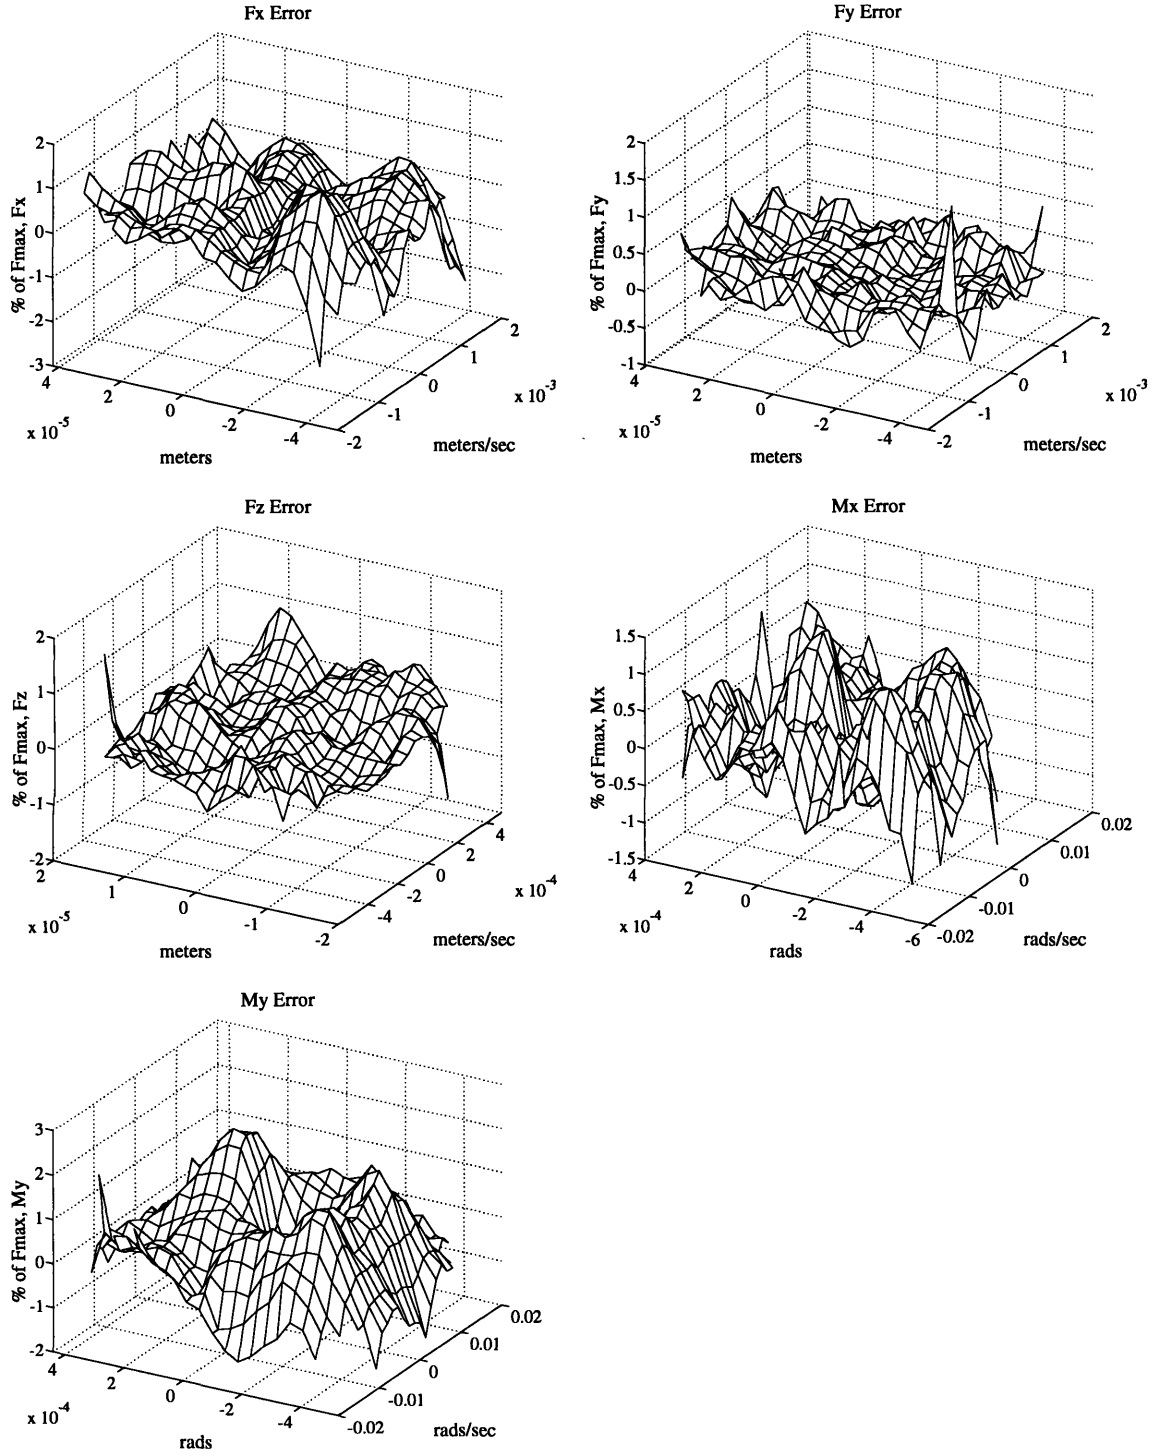 Fx Error
% of Fmax, Fx
2
1
0
-1
-2
-3
4
2
0
-2
-4
x 10-5
meters
-2
-1
0
1
2
x 10-3
meters/sec
Fy Error
% of Fmax, Fy
2
1.5
1
0.5
0
-0.5
-1
4
2
0
-2
-4
x 10-5
meters
-2
-1
0
1
2
x 10-3
meters/sec
Fz Error
% of Fmax, Fz
2
1
0
-1
-2
2
1
0
-1
-2
x 10-5
meters
-4
-2
0
2
4
x 10-4
meters/sec
Mx Error
% of Fmax, Mx
1.5
1
0.5
0
-0.5
-1
-1.5
4
2
0
-2
-4
-6
x 10-4
rads
-0.02
-0.01
0
0.01
0.02
rads/sec
My Error
% of Fmax, My
3
2
1
0
-1
-2
4
2
0
-2
-4
x 10-4
rads
-0.02
-0.01
0
0.01
0.02
rads/sec